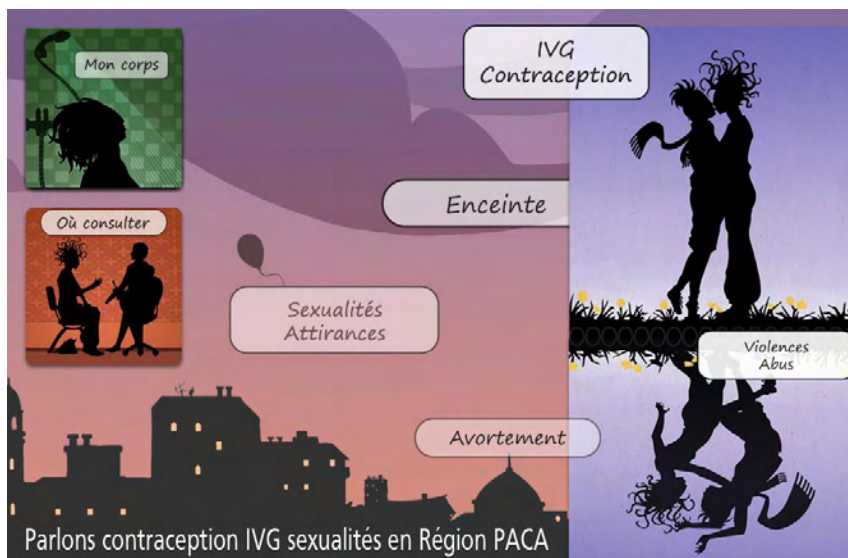 Mon corps
IVG
Contraception
Enceinte
Où consulter
Sexualités
Attirances
Violences
Abus
Avortement
Parlons contraception IVG sexualités en Région PACA